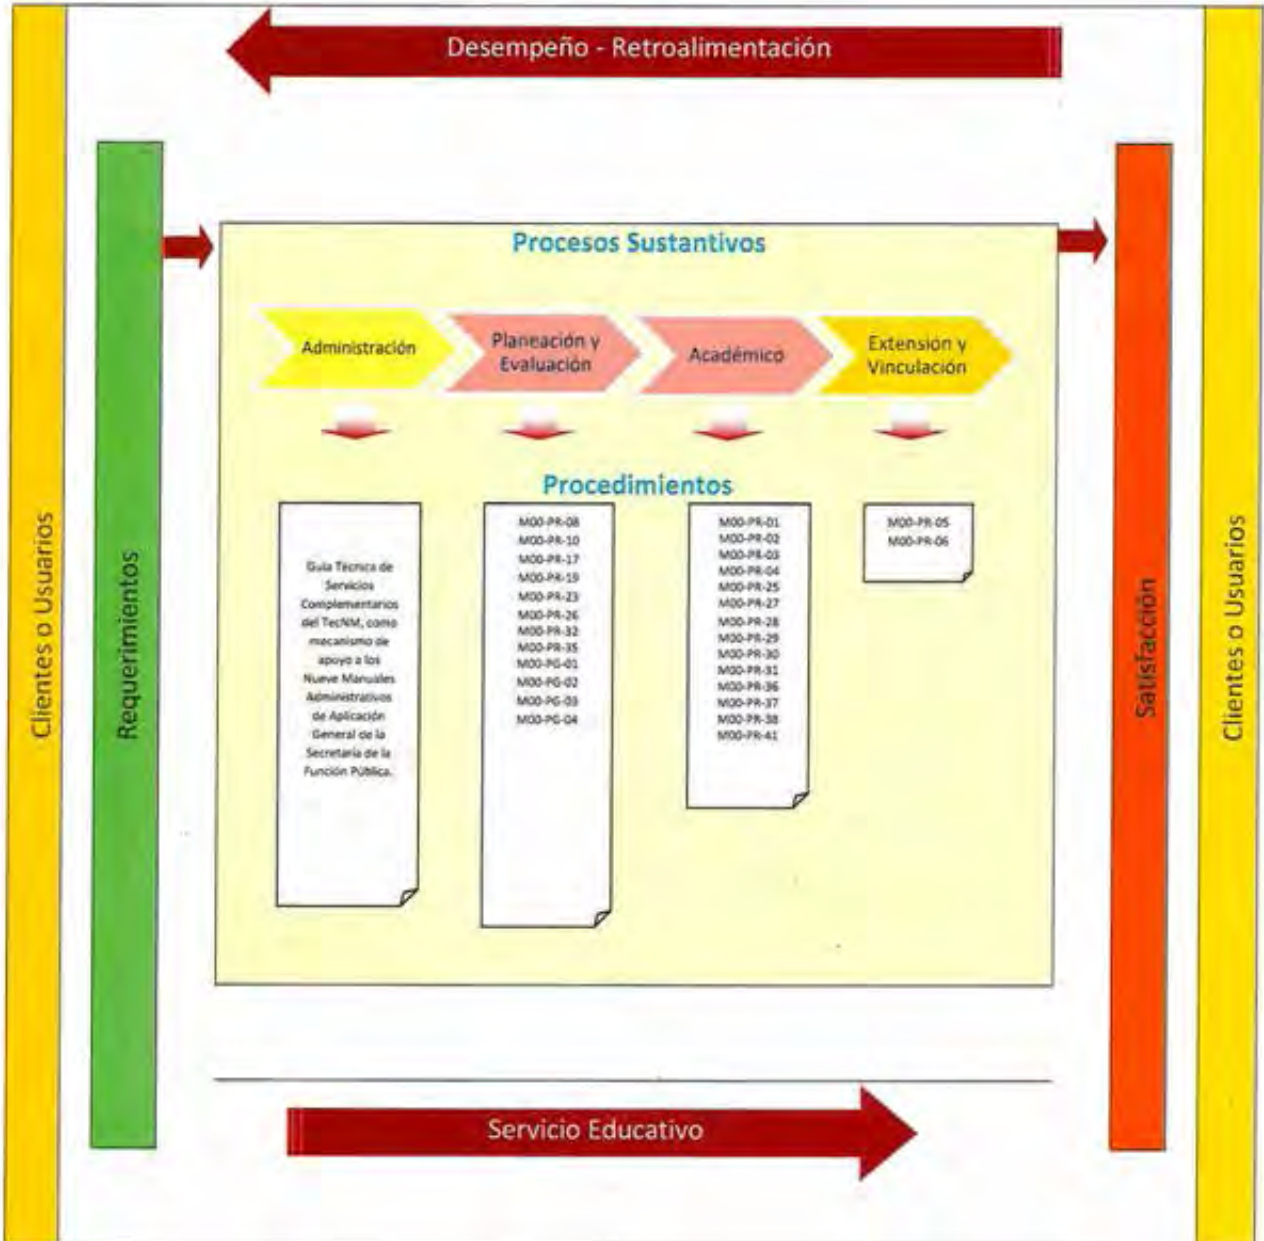 Desempeño - Retroalimentación
Clientes o Usuarios
Requerimientos
Procesos Sustantivos
Administración
Planeación y
Evaluación
Académico
Extensión y
Vinculación
Procedimientos
Guía Técnica de
Servicios
Complementarios
del TecNM, como
mecanismo de
apoyo a los
Nueve Manuales
Administrativos
de Aplicación
General de la
Secretaría de la
Función Pública.
M00-PR-08
M00-PR-10
M00-PR-17
M00-PR-19
M00-PR-23
M00-PR-26
M00-PR-32
M00-PR-35
M00-PG-01
M00-PG-02
M00-PG-03
M00-PG-04
M00-PR-01
M00-PR-02
M00-PR-03
M00-PR-04
M00-PR-25
M00-PR-27
M00-PR-28
M00-PR-29
M00-PR-30
M00-PR-31
M00-PR-36
M00-PR-37
M00-PR-38
M00-PR-41
M00-PR-05
M00-PR-06
Satisfacción
Clientes o Usuarios
Servicio Educativo